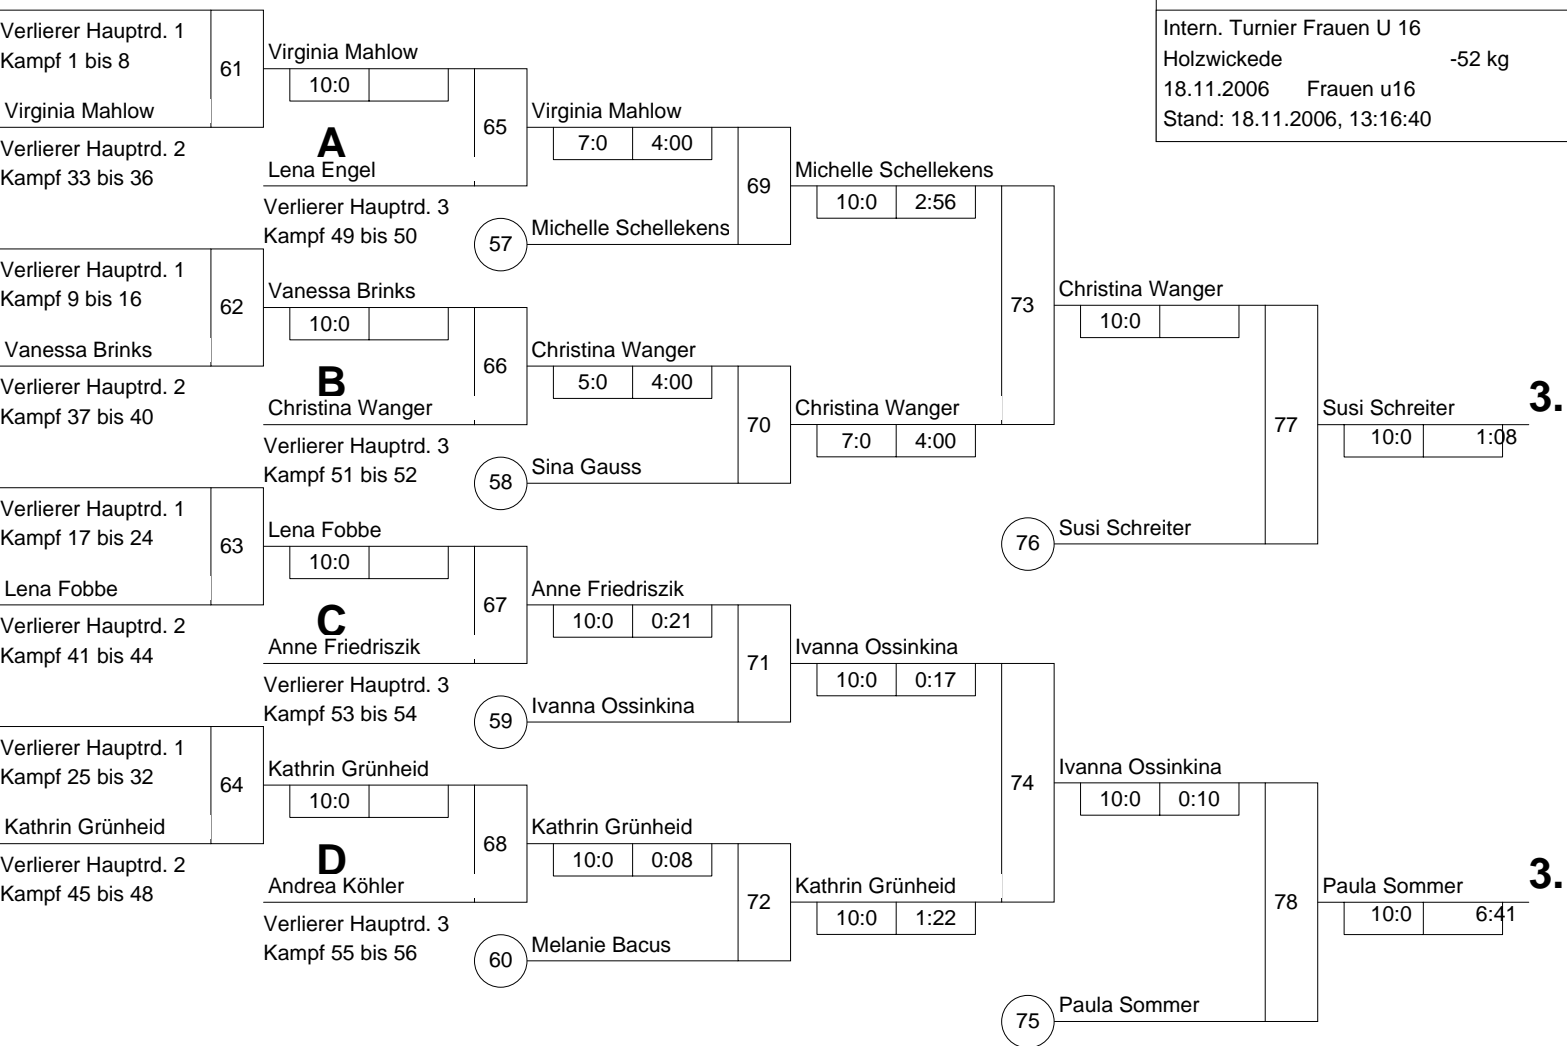 Intern. Turnier Frauen U 16
Holzwickede -52 kg
18.11.2006 Frauen u16
Stand: 18.11.2006, 13:16:40
Verlierer Hauptrd. 1
Kampf 1 bis 8
61
Virginia Mahlow
Verlierer Hauptrd. 2
Kampf 33 bis 36
Verlierer Hauptrd. 1
Kampf 9 bis 16
62
Vanessa Brinks
Verlierer Hauptrd. 2
Kampf 37 bis 40
Verlierer Hauptrd. 1
Kampf 17 bis 24
63
Lena Fobbe
Verlierer Hauptrd. 2
Kampf 41 bis 44
Verlierer Hauptrd. 1
Kampf 25 bis 32
64
Kathrin Grünheid
Verlierer Hauptrd. 2
Kampf 45 bis 48
Virginia Mahlow
10:0
A
65
Lena Engel
Verlierer Hauptrd. 3
Kampf 49 bis 50
Vanessa Brinks
10:0
B
66
Christina Wanger
Verlierer Hauptrd. 3
Kampf 51 bis 52
Lena Fobbe
10:0
C
67
Anne Friedriszik
Verlierer Hauptrd. 3
Kampf 53 bis 54
Kathrin Grünheid
10:0
D
68
Andrea Köhler
Verlierer Hauptrd. 3
Kampf 55 bis 56
Virginia Mahlow
7:0 4:00
69
57 Michelle Schellekens
Christina Wanger
5:0 4:00
70
58 Sina Gauss
Anne Friedriszik
10:0 0:21
71
59 Ivanna Ossinkina
Kathrin Grünheid
10:0 0:08
72
60 Melanie Bacus
Michelle Schellekens
10:0 2:56
73
Christina Wanger
7:0 4:00
Ivanna Ossinkina
10:0 0:17
74
Kathrin Grünheid
10:0 1:22
Christina Wanger
10:0
77
76 Susi Schreiter
Ivanna Ossinkina
10:0 0:10
78
75 Paula Sommer
Susi Schreiter 3.
10:0 1:08
Paula Sommer 3.
10:0 6:41